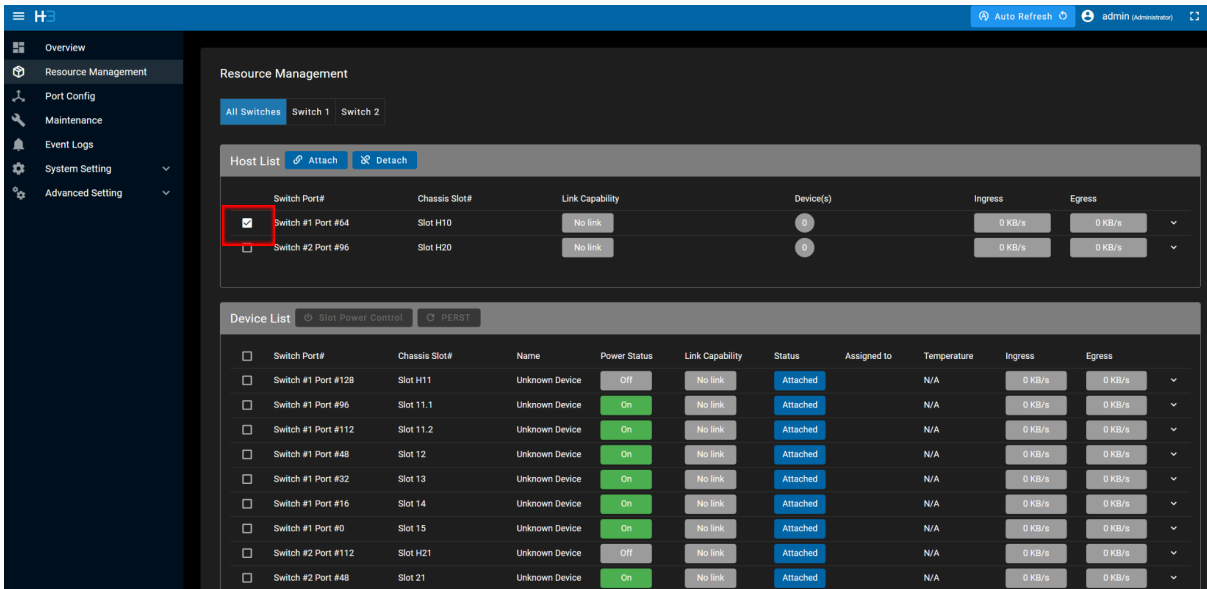 H3 Auto Refresh admin (Administrator)
Overview
Resource Management
Port Config
Maintenance
Event Logs
System Setting
Advanced Setting
Resource Management
All Switches Switch 1 Switch 2
Host List Attach Detach
Switch Port# Chassis Slot# Link Capability Device(s) Ingress Egress
Switch #1 Port #64 Slot H10 No link 0 0 KB/s 0 KB/s
Switch #2 Port #96 Slot H20 No link 0 0 KB/s 0 KB/s
Device List Slot Power Control PERST
Switch Port# Chassis Slot# Name Power Status Link Capability Status Assigned to Temperature Ingress Egress
Switch #1 Port #128 Slot H11 Unknown Device Off No link Attached N/A 0 KB/s 0 KB/s
Switch #1 Port #96 Slot 11.1 Unknown Device On No link Attached N/A 0 KB/s 0 KB/s
Switch #1 Port #112 Slot 11.2 Unknown Device On No link Attached N/A 0 KB/s 0 KB/s
Switch #1 Port #48 Slot 12 Unknown Device On No link Attached N/A 0 KB/s 0 KB/s
Switch #1 Port #32 Slot 13 Unknown Device On No link Attached N/A 0 KB/s 0 KB/s
Switch #1 Port #16 Slot 14 Unknown Device On No link Attached N/A 0 KB/s 0 KB/s
Switch #1 Port #0 Slot 15 Unknown Device On No link Attached N/A 0 KB/s 0 KB/s
Switch #2 Port #112 Slot H21 Unknown Device Off No link Attached N/A 0 KB/s 0 KB/s
Switch #2 Port #48 Slot 21 Unknown Device On No link Attached N/A 0 KB/s 0 KB/s